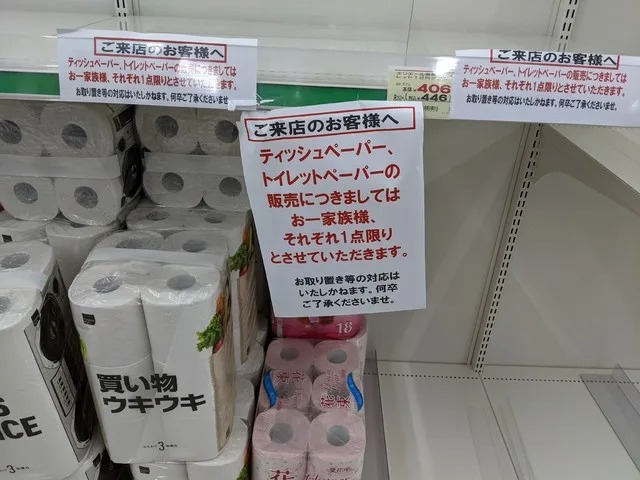 ご来店のお客様へ
ティッシュペーパー、トイレットペーパーの販売につきましては
お一家族様、それぞれ1点限りとさせていただきます。
お取り置き等の対応はいたしかねます。何卒ご了承くださいませ
406
446
ご来店のお客様へ
ティッシュペーパー、トイレットペーパーの販売につきましては
お一家族様、それぞれ1点限りとさせていただきます。
お取り置き等の対応はいたしかねます。何卒ご了承くださいませ。
ご来店のお客様へ
ティッシュペーパー、
トイレットペーパーの
販売につきましては
お一家族様、
それぞれ1点限り
とさせていただきます。
お取り置き等の対応は
いたしかねます。何卒
ご了承くださいませ。
18
買い物
ウキウキ
花